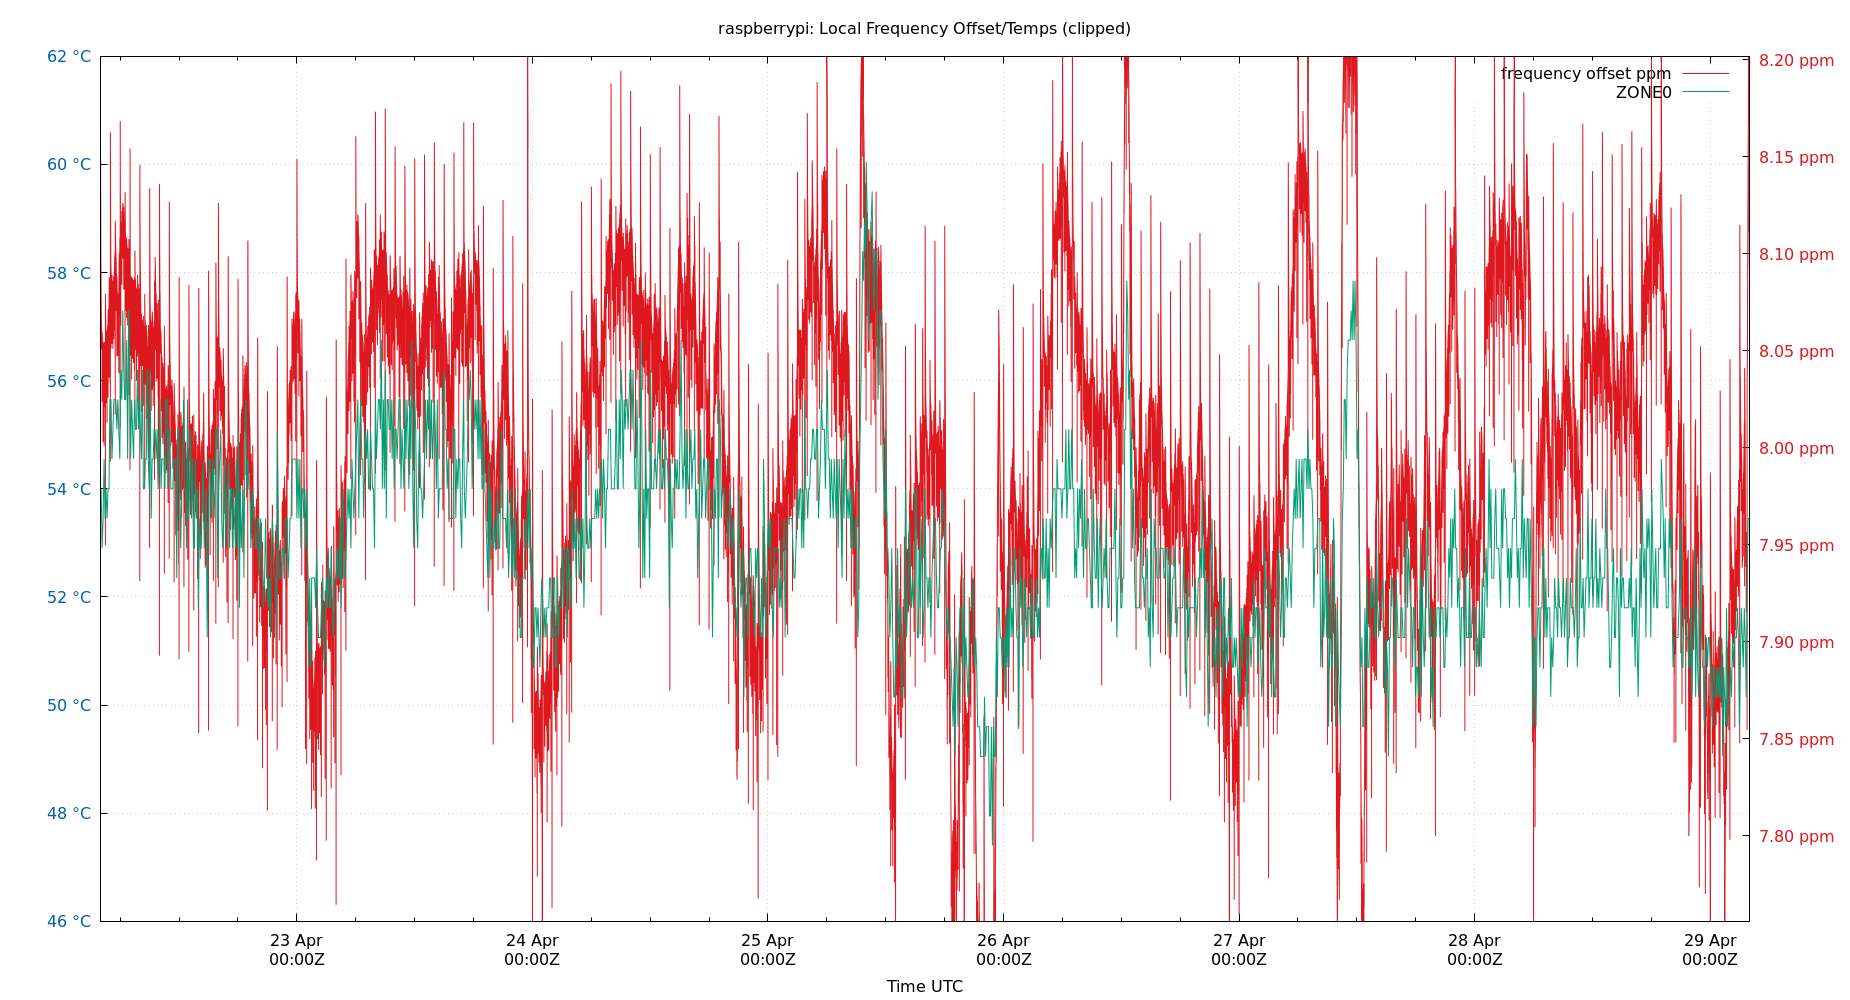 raspberrypi: Local Frequency Offset/Temps (clipped)
62 °C
60 °C
58 °C
56 °C
54 °C
52 °C
50 °C
48 °C
46 °C
8.20 ppm
8.15 ppm
8.10 ppm
8.05 ppm
8.00 ppm
7.95 ppm
7.90 ppm
7.85 ppm
7.80 ppm
frequency offset ppm
ZONE0
23 Apr
00:00Z
24 Apr
00:00Z
25 Apr
00:00Z
26 Apr
00:00Z
27 Apr
00:00Z
28 Apr
00:00Z
29 Apr
00:00Z
Time UTC